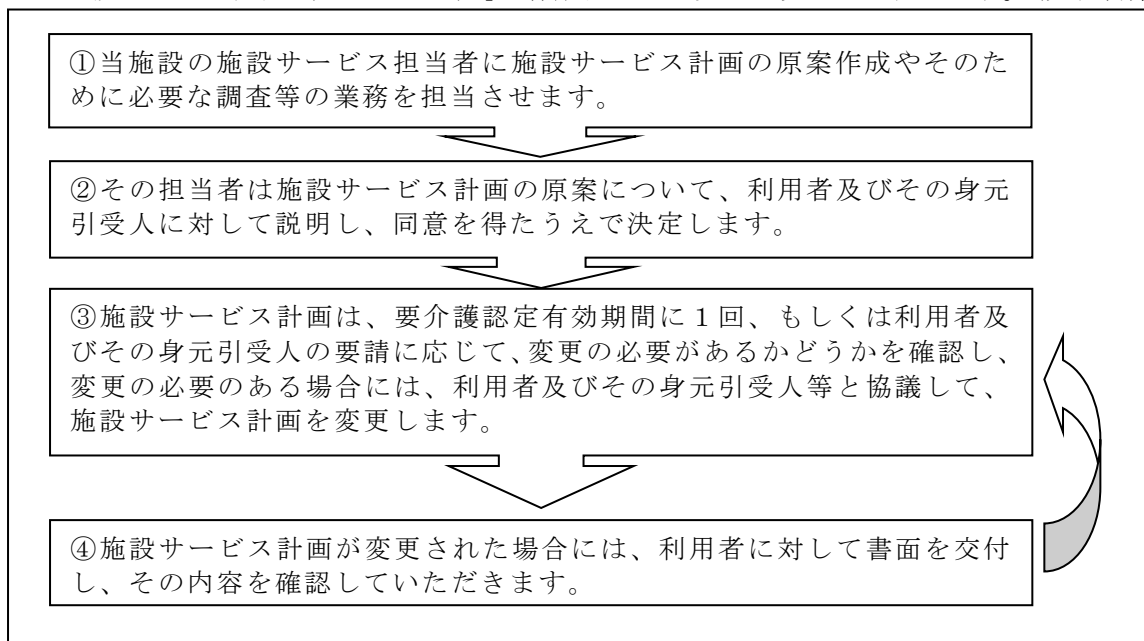 ①当施設の施設サービス担当者に施設サービス計画の原案作成やそのた
めに必要な調査等の業務を担当させます。
②その担当者は施設サービス計画の原案について、利用者及びその身元
引受人に対して説明し、同意を得たうえで決定します。
③施設サービス計画は、要介護認定有効期間に1回、もしくは利用者及
びその身元引受人の要請に応じて、変更の必要があるかどうかを確認し、
変更の必要のある場合には、利用者及びその身元引受人等と協議して、
施設サービス計画を変更します。
④施設サービス計画が変更された場合には、利用者に対して書面を交付
し、その内容を確認していただきます。